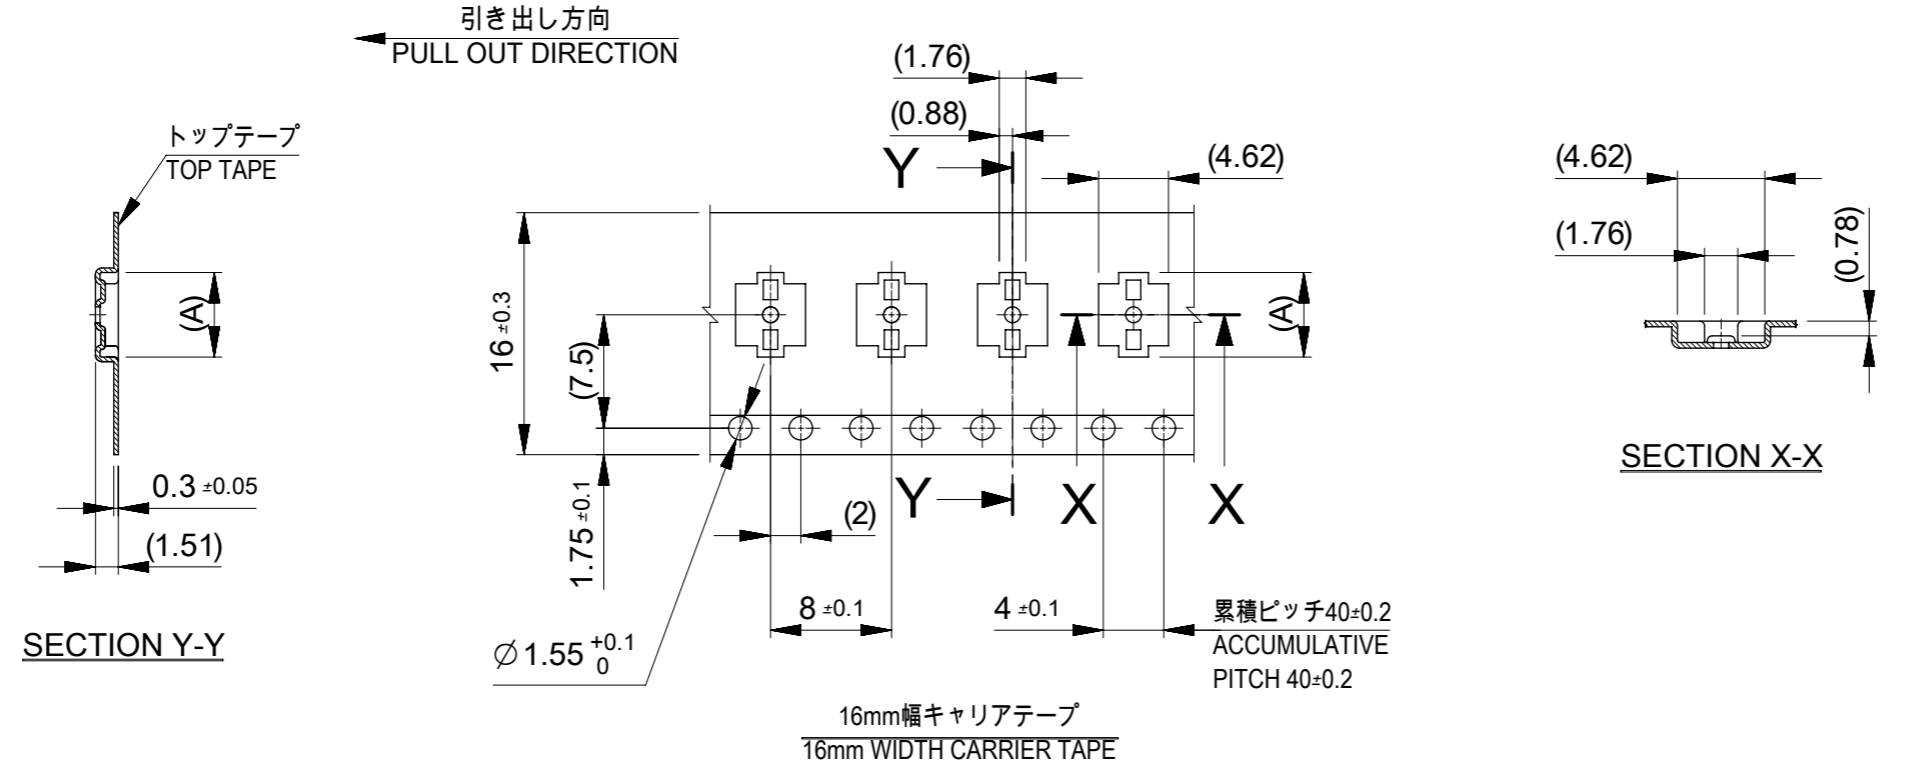 引き出し方向
PULL OUT DIRECTION
トップテープ
TOP TAPE
(A)
0.3 ±0.05
(1.51)
SECTION Y-Y
(1.76)
(0.88)
Y
(4.62)
16 ±0.3
(7.5)
1.75 ±0.1
(A)
Y
X
X
(2)
8 ±0.1
4 ±0.1
累積ピッチ40±0.2
ACCUMULATIVE
PITCH 40±0.2
∅1.55 +0.1
0
16mm幅キャリアテープ
16mm WIDTH CARRIER TAPE
(4.62)
(1.76)
(0.78)
SECTION X-X